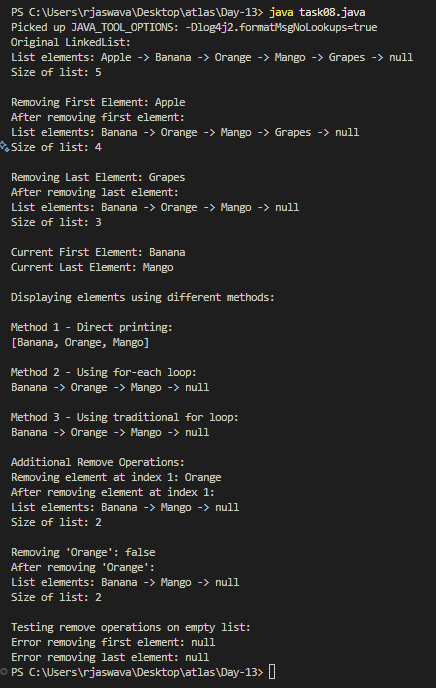 PS C:\Users\rjaswava\Desktop\atlas\Day-13> java task08.java
Picked up JAVA_TOOL_OPTIONS: -Dlog4j2.formatMsgNoLookups=true
Original LinkedList:
List elements: Apple -> Banana -> Orange -> Mango -> Grapes -> null
Size of list: 5

Removing First Element: Apple
After removing first element:
List elements: Banana -> Orange -> Mango -> Grapes -> null
Size of list: 4

Removing Last Element: Grapes
After removing last element:
List elements: Banana -> Orange -> Mango -> null
Size of list: 3

Current First Element: Banana
Current Last Element: Mango

Displaying elements using different methods:

Method 1 - Direct printing:
[Banana, Orange, Mango]

Method 2 - Using for-each loop:
Banana -> Orange -> Mango -> null

Method 3 - Using traditional for loop:
Banana -> Orange -> Mango -> null

Additional Remove Operations:
Removing element at index 1: Orange
After removing element at index 1:
List elements: Banana -> Mango -> null
Size of list: 2

Removing 'Orange': false
After removing 'Orange':
List elements: Banana -> Mango -> null
Size of list: 2

Testing remove operations on empty list:
Error removing first element: null
Error removing last element: null
PS C:\Users\rjaswava\Desktop\atlas\Day-13>